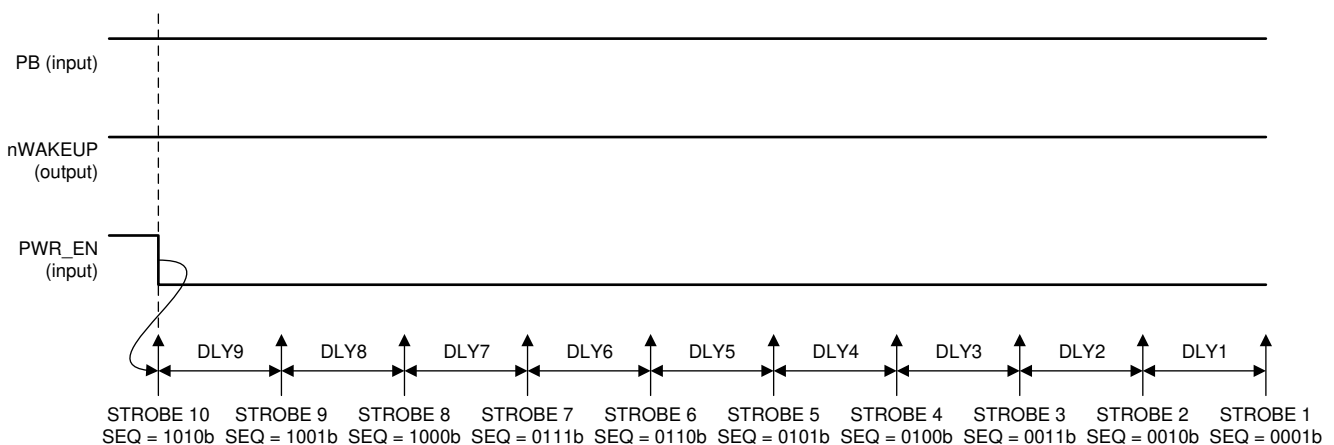 PB (input)
nWAKEUP
(output)
PWR_EN
(input)
DLY9 DLY8 DLY7 DLY6 DLY5 DLY4 DLY3 DLY2 DLY1
STROBE 10 STROBE 9 STROBE 8 STROBE 7 STROBE 6 STROBE 5 STROBE 4 STROBE 3 STROBE 2 STROBE 1
SEQ = 1010b SEQ = 1001b SEQ = 1000b SEQ = 0111b SEQ = 0110b SEQ = 0101b SEQ = 0100b SEQ = 0011b SEQ = 0010b SEQ = 0001b